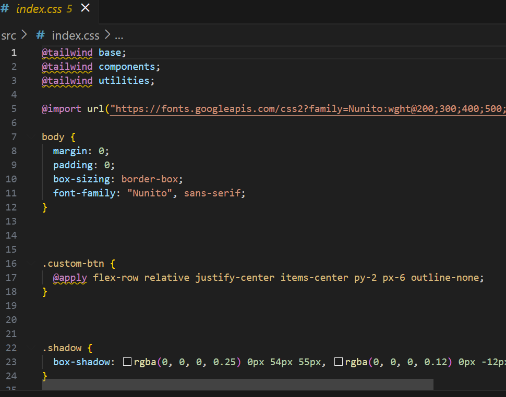 # index.css 5 ×
src > # index.css > ...
1 @tailwind base;
2 @tailwind components;
3 @tailwind utilities;
4
5 @import url("https://fonts.googleapis.com/css2?family=Nunito:wght@200;300;400;500;
6
7 body {
8 margin: 0;
9 padding: 0;
10 box-sizing: border-box;
11 font-family: "Nunito", sans-serif;
12 }
13
14
15
16 .custom-btn {
17 @apply flex-row relative justify-center items-center py-2 px-6 outline-none;
18 }
19
20
21
22 .shadow {
23 box-shadow: rgba(0, 0, 0, 0.25) 0px 54px 55px, rgba(0, 0, 0, 0.12) 0px -12px
24 }
25